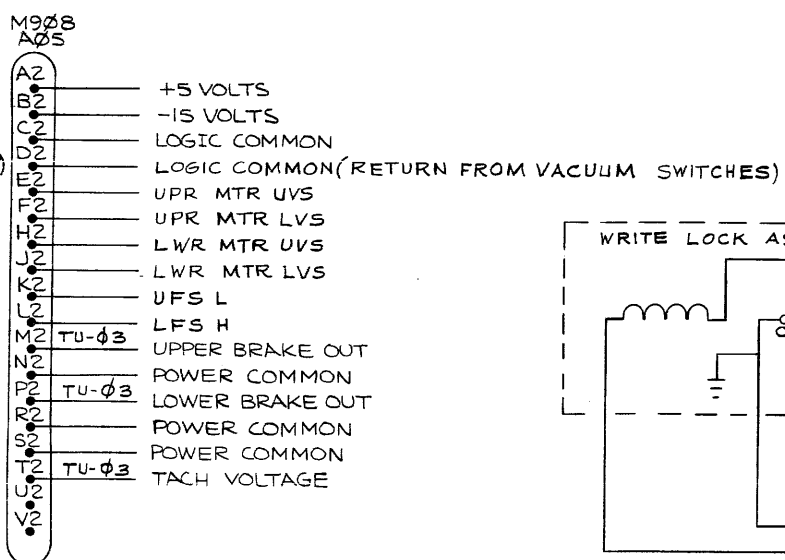 M9Ø8
AØ5
A2 +5 VOLTS
B2 -15 VOLTS
C2 LOGIC COMMON
D2 LOGIC COMMON (RETURN FROM VACUUM SWITCHES)
E2 UPR MTR UVS
F2 UPR MTR LVS
H2 LWR MTR UVS
J2 LWR MTR LVS
K2 UFS L
L2 LFS H
M2 TU-Ø3 UPPER BRAKE OUT
N2 POWER COMMON
P2 TU-Ø3 LOWER BRAKE OUT
R2 POWER COMMON
S2 POWER COMMON
T2 TU-Ø3 TACH VOLTAGE
U2
V2
WRITE LOCK AS